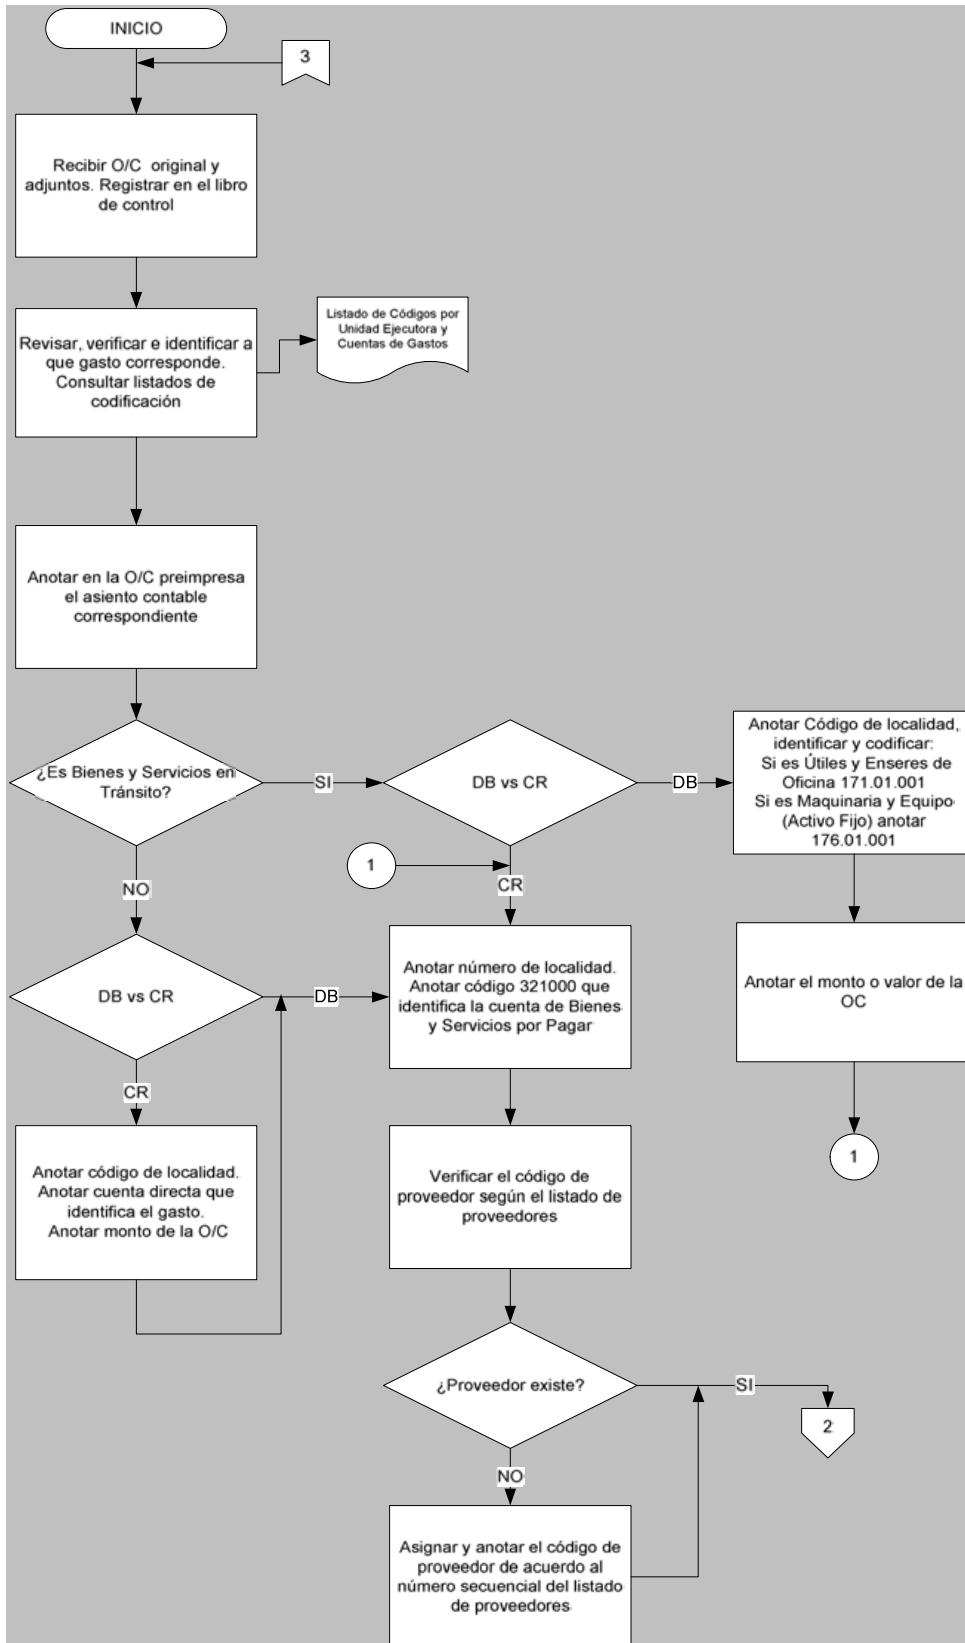 INICIO
3
Recibir O/C original y
adjuntos. Registrar en el libro
de control
Revisar, verificar e identificar a
que gasto corresponde.
Consultar listados de
codificación
Listado de Códigos por
Unidad Ejecutora y
Cuentas de Gastos
Anotar en la O/C preimpresa
el asiento contable
correspondiente
¿Es Bienes y Servicios en
Tránsito?
SI
DB vs CR
DB
Anotar Código de localidad,
identificar y codificar:
Si es Útiles y Enseres de
Oficina 171.01.001
Si es Maquinaria y Equipo
(Activo Fijo) anotar
176.01.001
1
CR
NO
DB vs CR
DB
Anotar número de localidad.
Anotar código 321000 que
identifica la cuenta de Bienes
y Servicios por Pagar
Anotar el monto o valor de la
OC
CR
1
Anotar código de localidad.
Anotar cuenta directa que
identifica el gasto.
Anotar monto de la O/C
Verificar el código de
proveedor según el listado de
proveedores
¿Proveedor existe?
SI
2
NO
Asignar y anotar el código de
proveedor de acuerdo al
número secuencial del listado
de proveedores